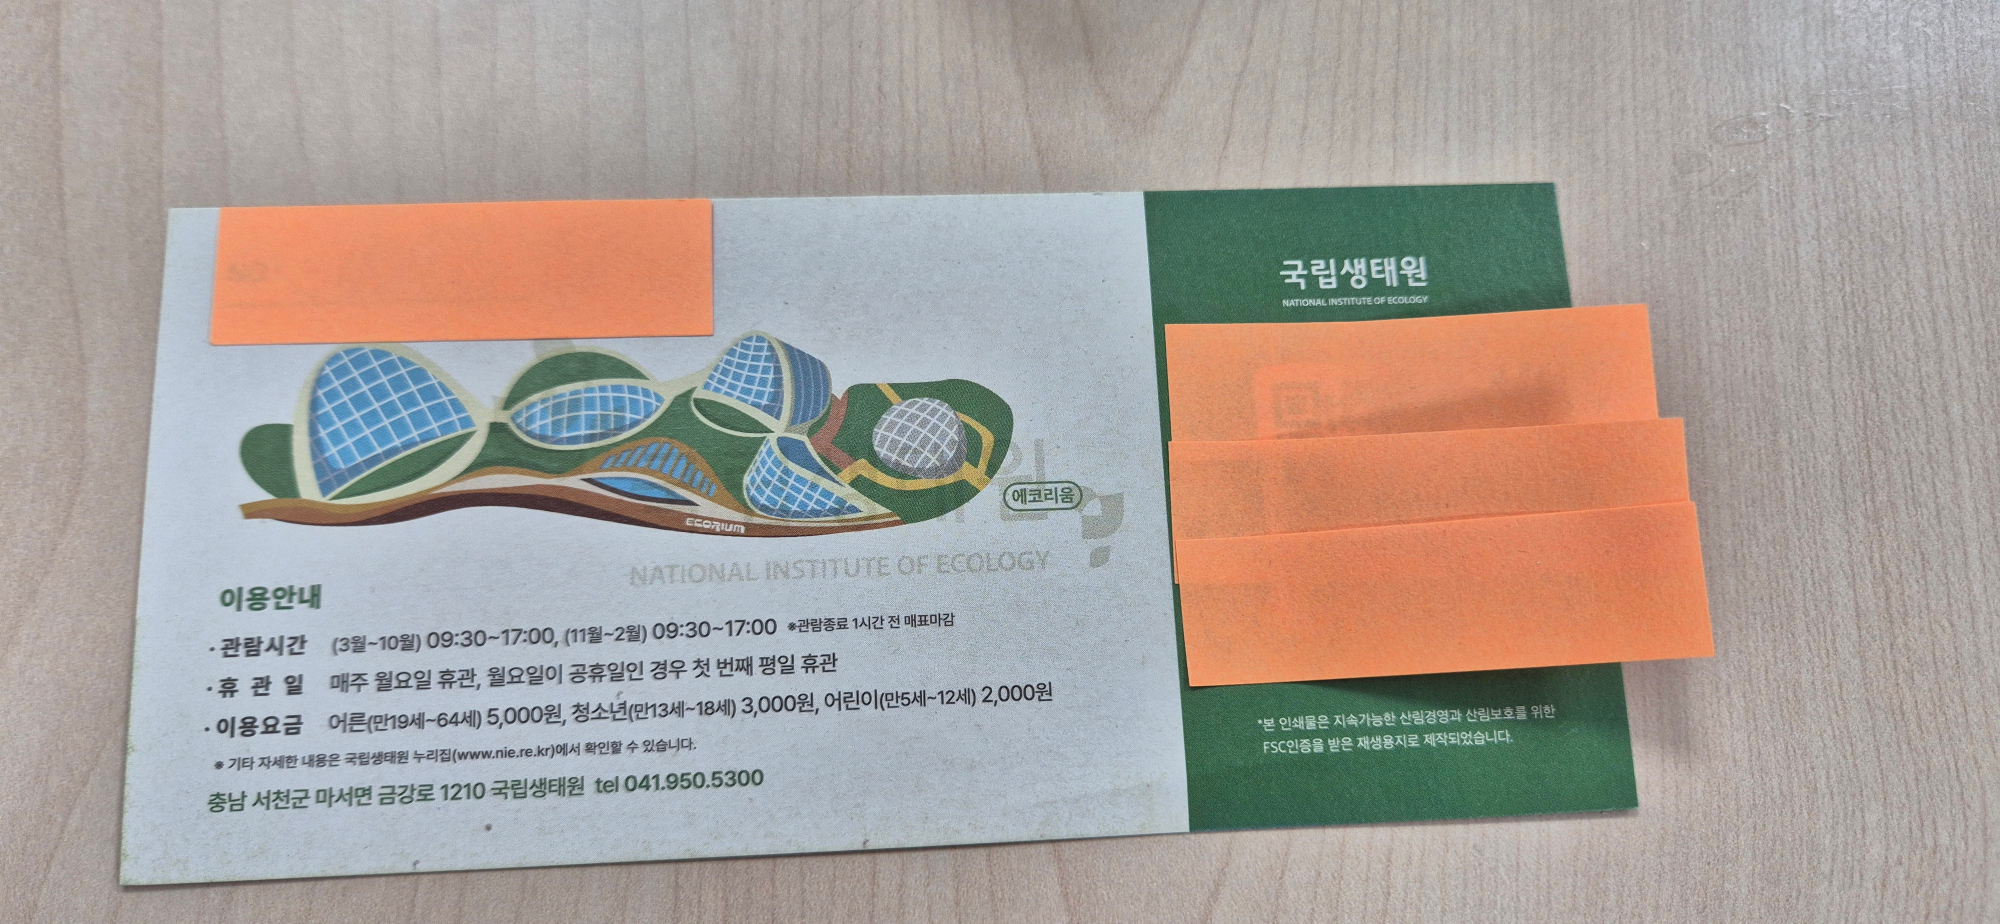 에코리움
ECORIUM
NATIONAL INSTITUTE OF ECOLOGY
이용안내
· 관람시간 (3월~10월) 09:30~17:00, (11월~2월) 09:30~17:00 ※관람종료 1시간 전 매표마감
· 휴 관 일 매주 월요일 휴관, 월요일이 공휴일인 경우 첫 번째 평일 휴관
· 이용요금 어른(만19세~64세) 5,000원, 청소년(만13세~18세) 3,000원, 어린이(만5세~12세) 2,000원
※ 기타 자세한 내용은 국립생태원 누리집(www.nie.re.kr)에서 확인할 수 있습니다.
충남 서천군 마서면 금강로 1210 국립생태원 tel 041.950.5300
국립생태원
NATIONAL INSTITUTE OF ECOLOGY
*본 인쇄물은 지속가능한 산림경영과 산림보호를 위한
FSC인증을 받은 재생용지로 제작되었습니다.